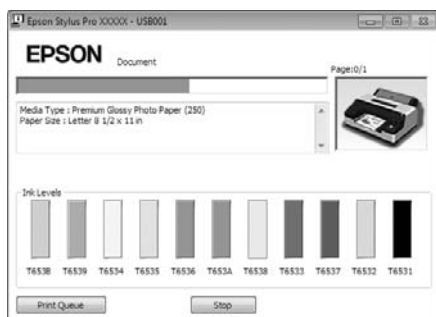 Epson Stylus Pro XXXXX - USB001
EPSON
Document
Page:0/1
Media Type : Premium Glossy Photo Paper (250)
Paper Size : Letter 8 1/2 x 11 in
Ink Levels
T653B T6539 T6534 T6535 T6536 T653A T6538 T6533 T6537 T6532 T6531
Print Queue Stop